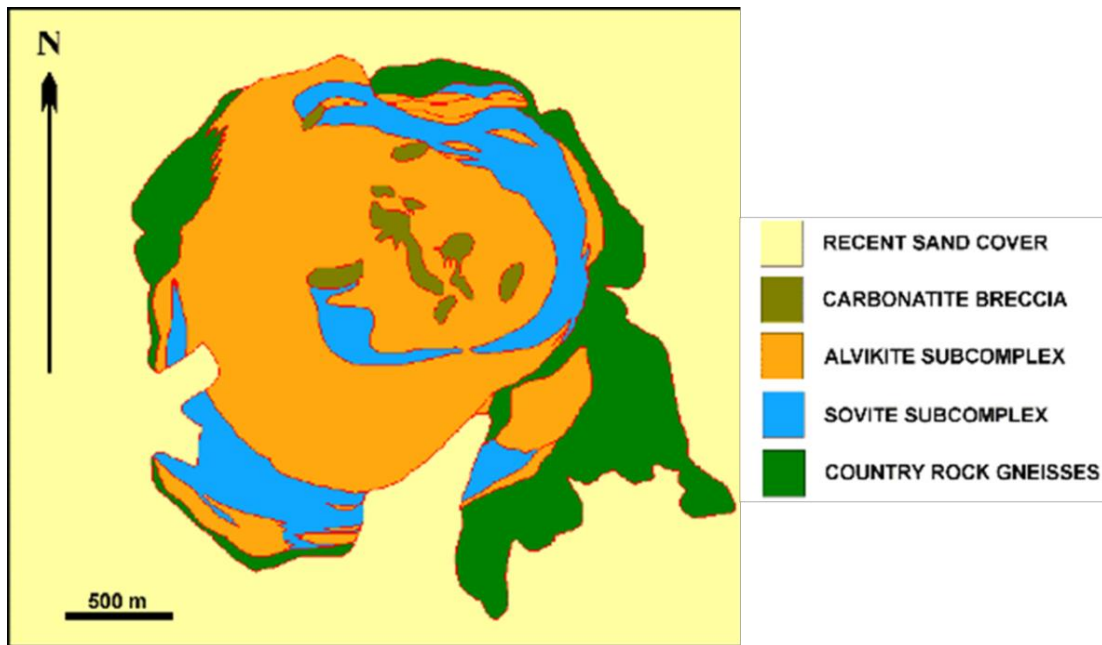 N
RECENT SAND COVER
CARBONATITE BRECCIA
ALVIKITE SUBCOMPLEX
SOVITE SUBCOMPLEX
COUNTRY ROCK GNEISSES
500 m